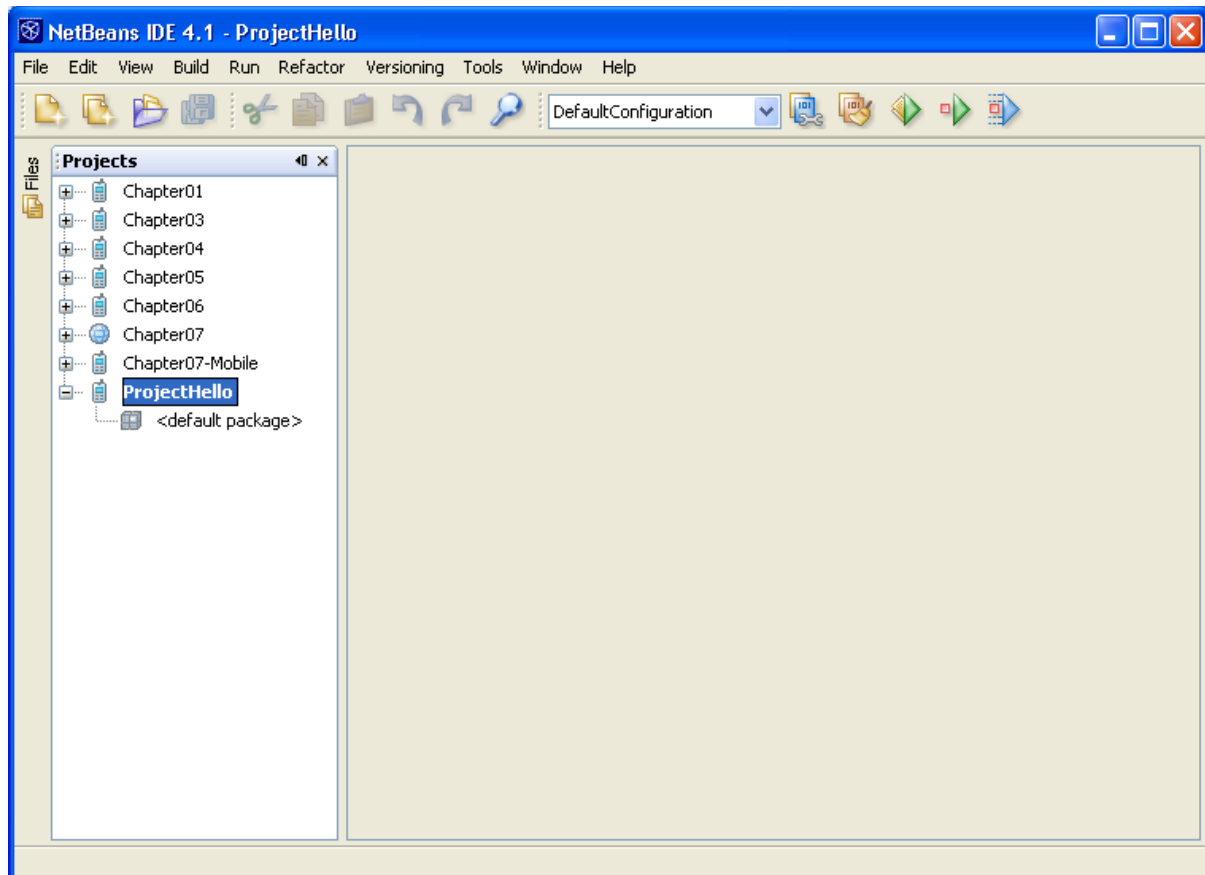 NetBeans IDE 4.1 - ProjectHello
File Edit View Build Run Refactor Versioning Tools Window Help
DefaultConfiguration
Files
Projects
Chapter01
Chapter03
Chapter04
Chapter05
Chapter06
Chapter07
Chapter07-Mobile
ProjectHello
<default package>